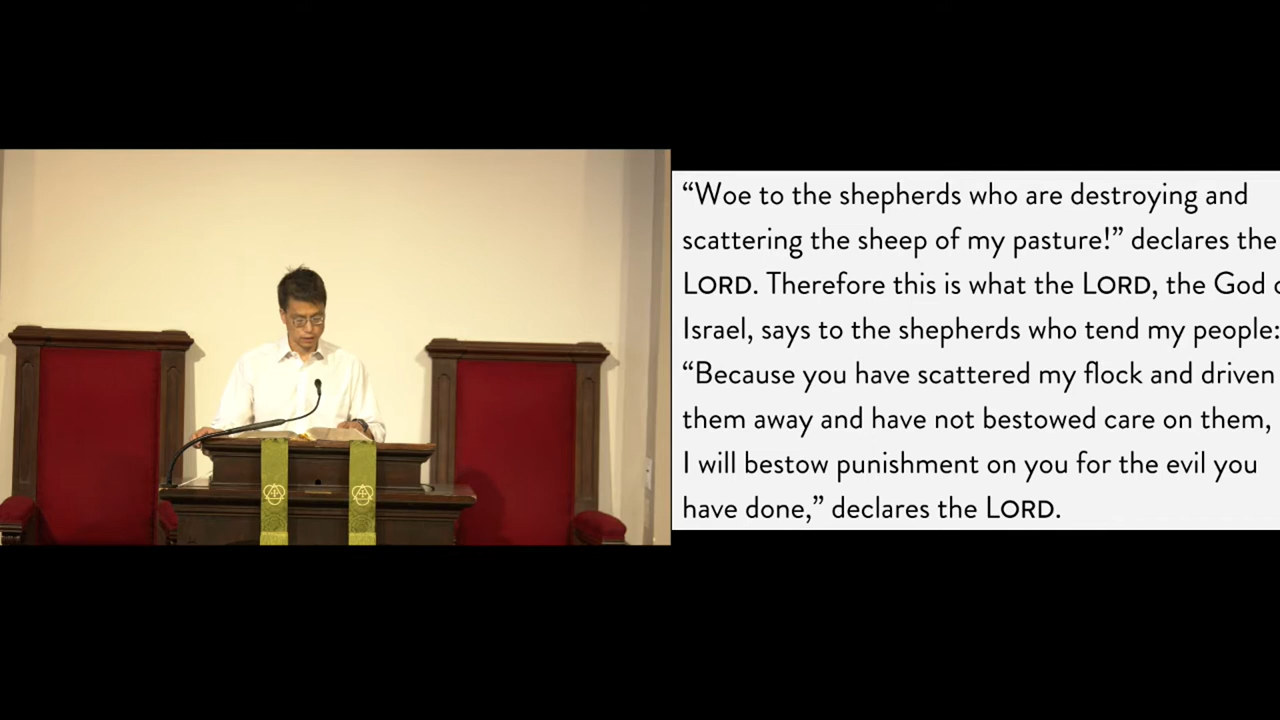 “Woe to the shepherds who are destroying and
scattering the sheep of my pasture!” declares the
LORD. Therefore this is what the LORD, the God
Israel, says to the shepherds who tend my people:
“Because you have scattered my flock and driven
them away and have not bestowed care on them,
I will bestow punishment on you for the evil you
have done,” declares the LORD.